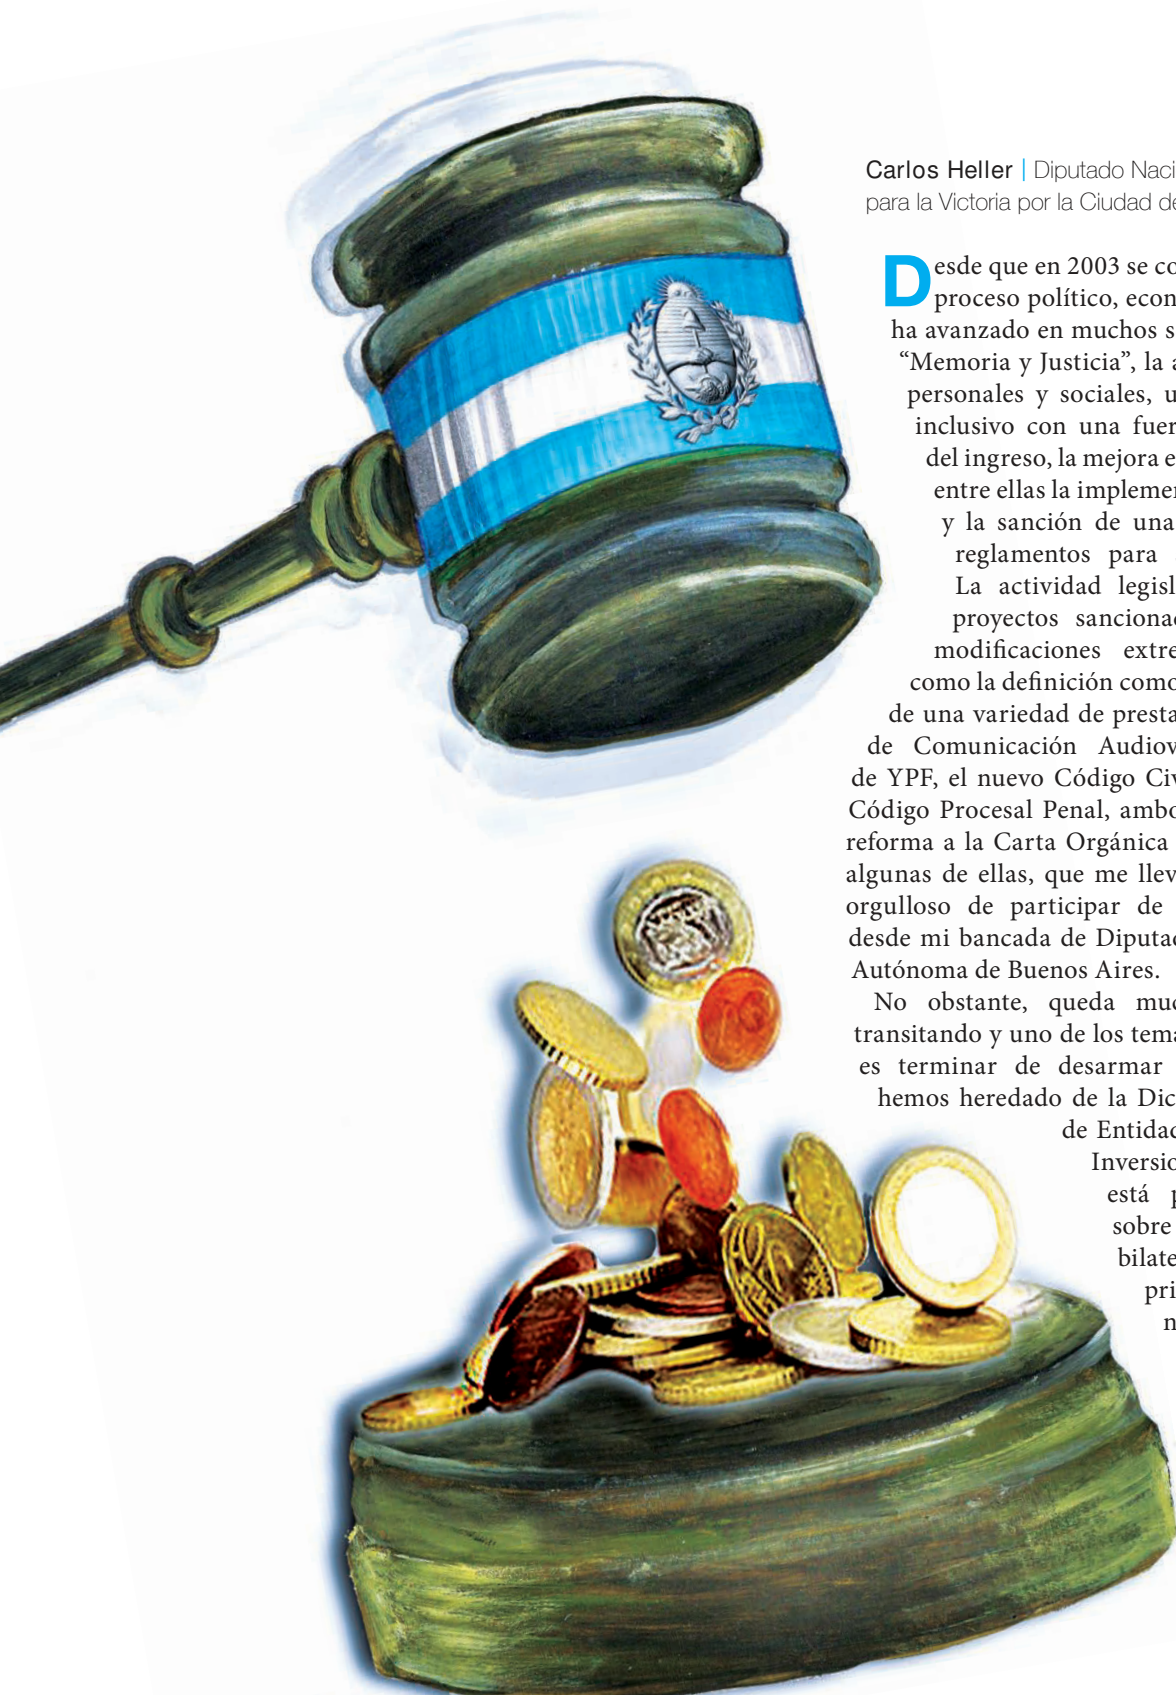 Carlos Heller | Diputado Naci
para la Victoria por la Ciudad de
Desde que en 2003 se co
proceso político, econ
ha avanzado en muchos s
“Memoria y Justicia”, la a
personales y sociales, u
inclusivo con una fuer
del ingreso, la mejora e
entre ellas la implemen
y la sanción de una
reglamentos para
La actividad legisl
proyectos sancionad
modificaciones extre
como la definición como
de una variedad de presta
de Comunicación Audiov
de YPF, el nuevo Código Civ
Código Procesal Penal, ambo
reforma a la Carta Orgánica
algunas de ellas, que me llev
orgulloso de participar de
desde mi bancada de Diputad
Autónoma de Buenos Aires.
No obstante, queda muc
transitando y uno de los tema
es terminar de desarmar
hemos heredado de la Dic
de Entidad
Inversio
está p
sobre
bilate
pri
n